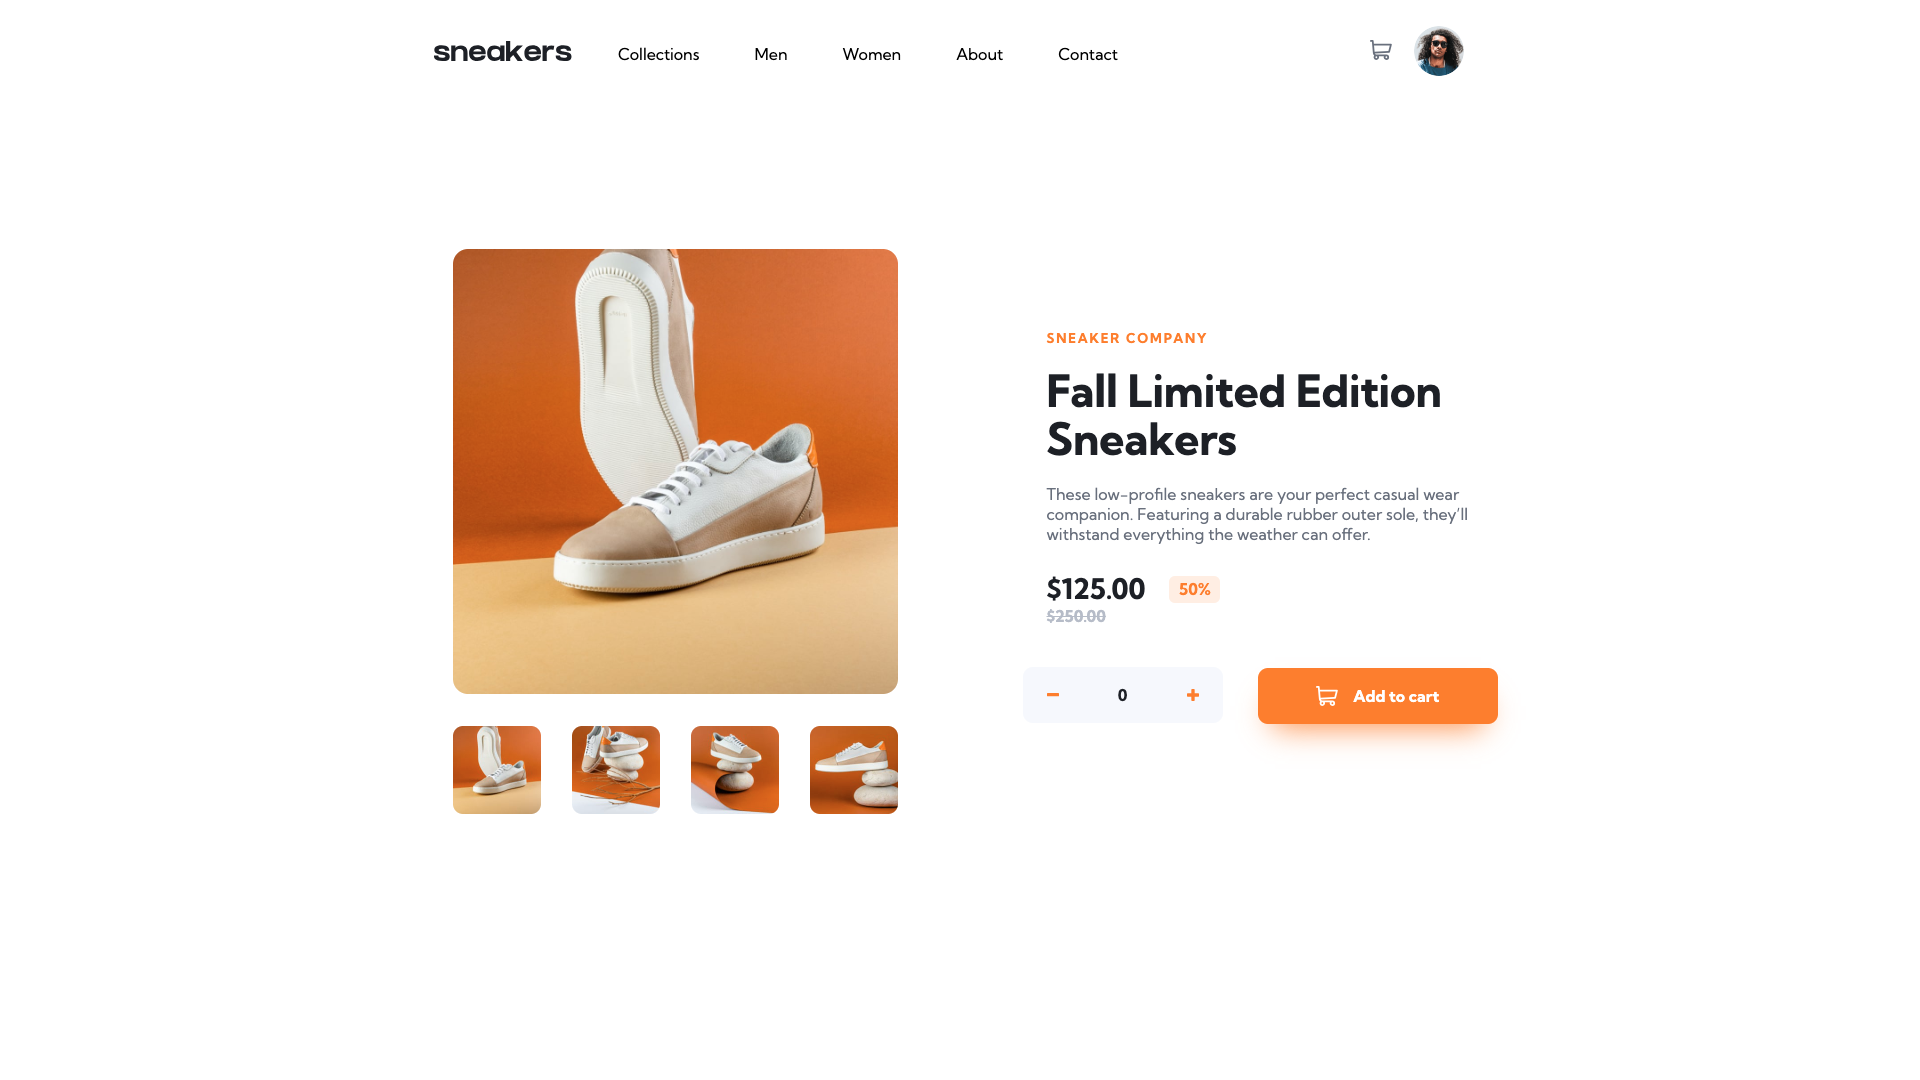 sneakers
Collections
Men
Women
About
Contact
SNEAKER COMPANY
Fall Limited Edition
Sneakers
These low-profile sneakers are your perfect casual wear
companion. Featuring a durable rubber outer sole, they’ll
withstand everything the weather can offer.
$125.00
50%
$250.00
0
Add to cart